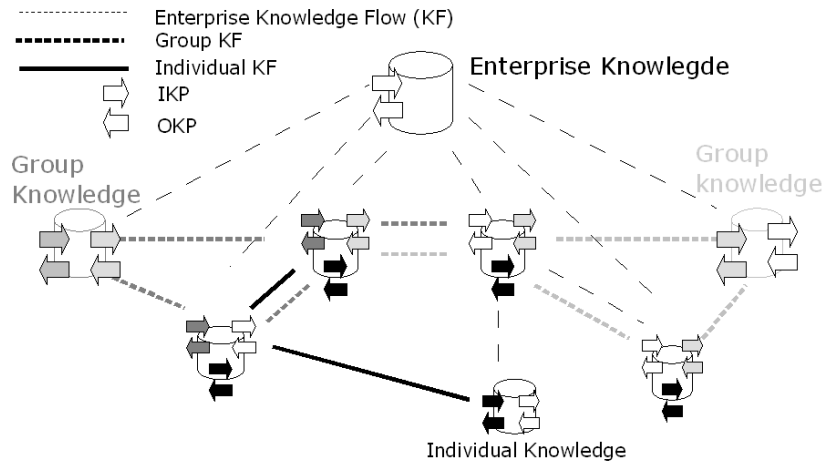 Enterprise Knowledge Flow (KF)
Group KF
Individual KF
IKP
OKP
Enterprise Knowlegde
Group
Knowledge
Group
knowledge
Individual Knowledge